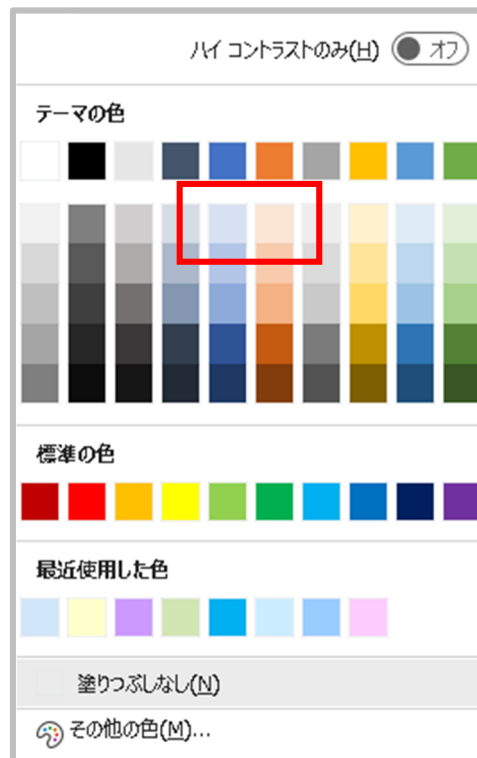 ハイ コントラストのみ(H) オフ
テーマの色
標準の色
最近使用した色
塗りつぶしなし(N)
その他の色(M)...